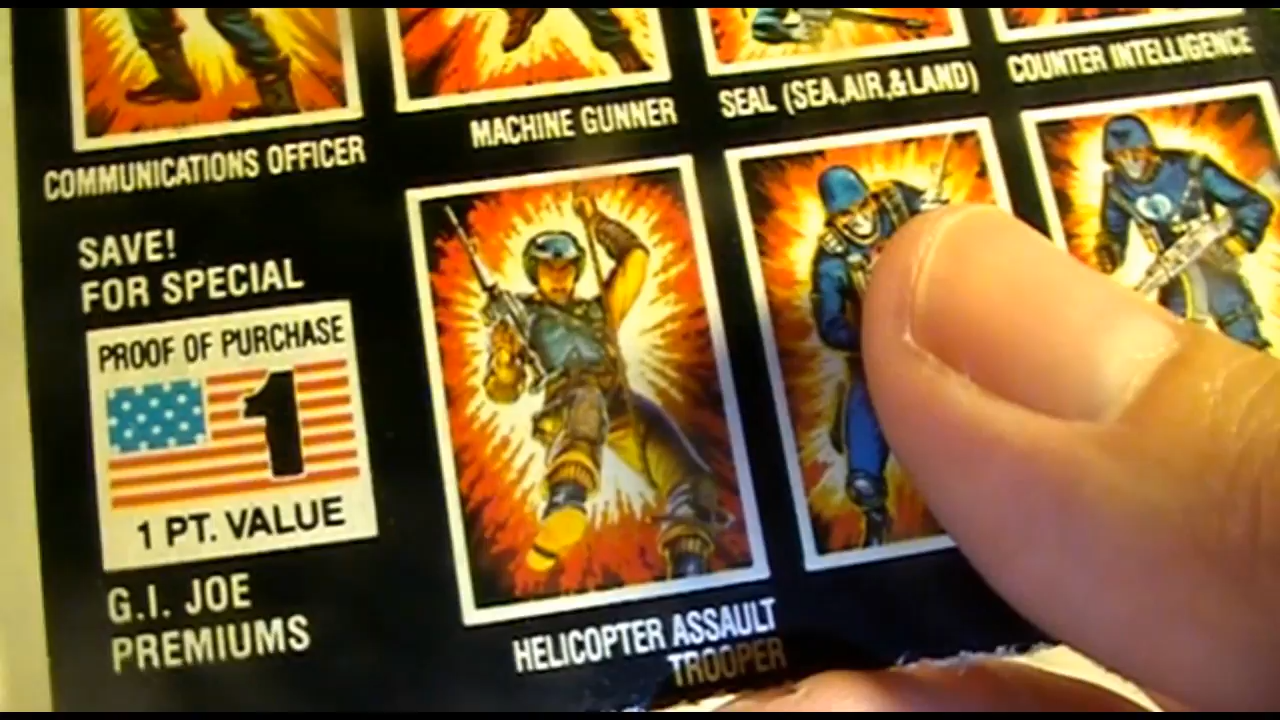 COMMUNICATIONS OFFICER
MACHINE GUNNER
SEAL (SEA,AIR,&LAND)
COUNTER INTELLIGENCE
SAVE!
FOR SPECIAL
PROOF OF PURCHASE
1
1 PT. VALUE
G.I. JOE
PREMIUMS
HELICOPTER ASSAULT
TROOPER